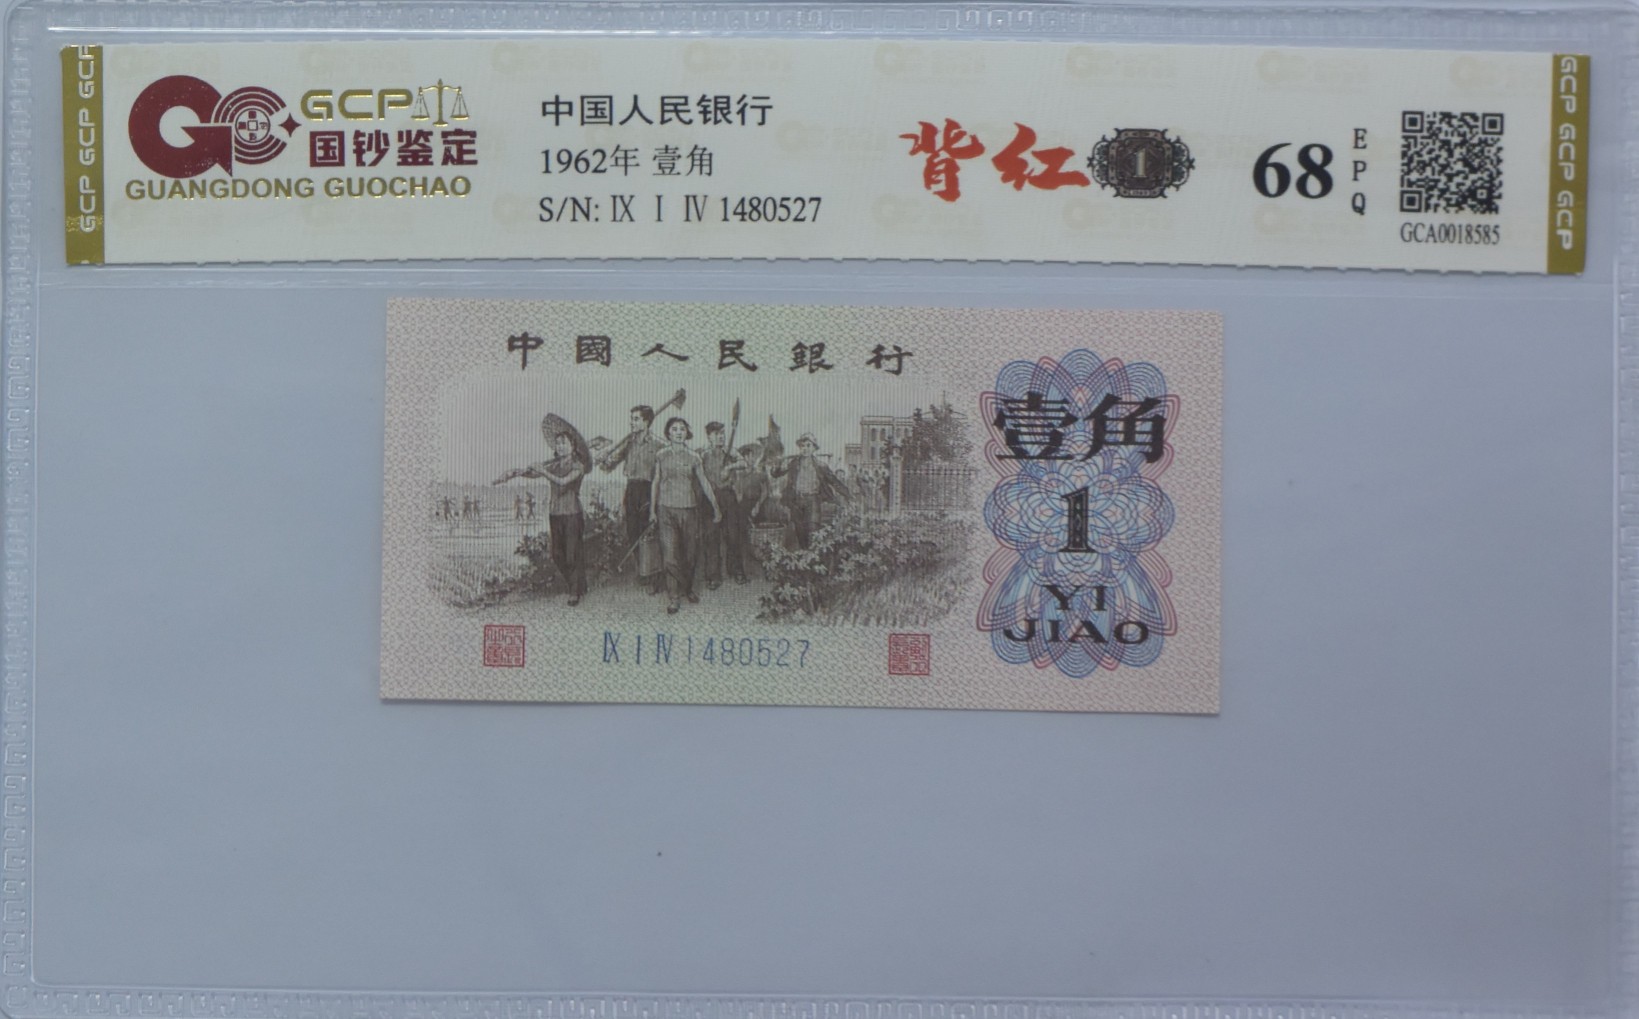 GCP GCP GCP
GCP
国钞鉴定
GUANGDONG GUOCHAO
中国人民银行
1962年 壹角
S/N: Ⅸ Ⅰ Ⅳ 1480527
背红
1
68
EPQ
GCA0018585
GCP GCP GCP
中國人民銀行
壹角
1
YI
JIAO
Ⅸ Ⅰ Ⅳ 1480527